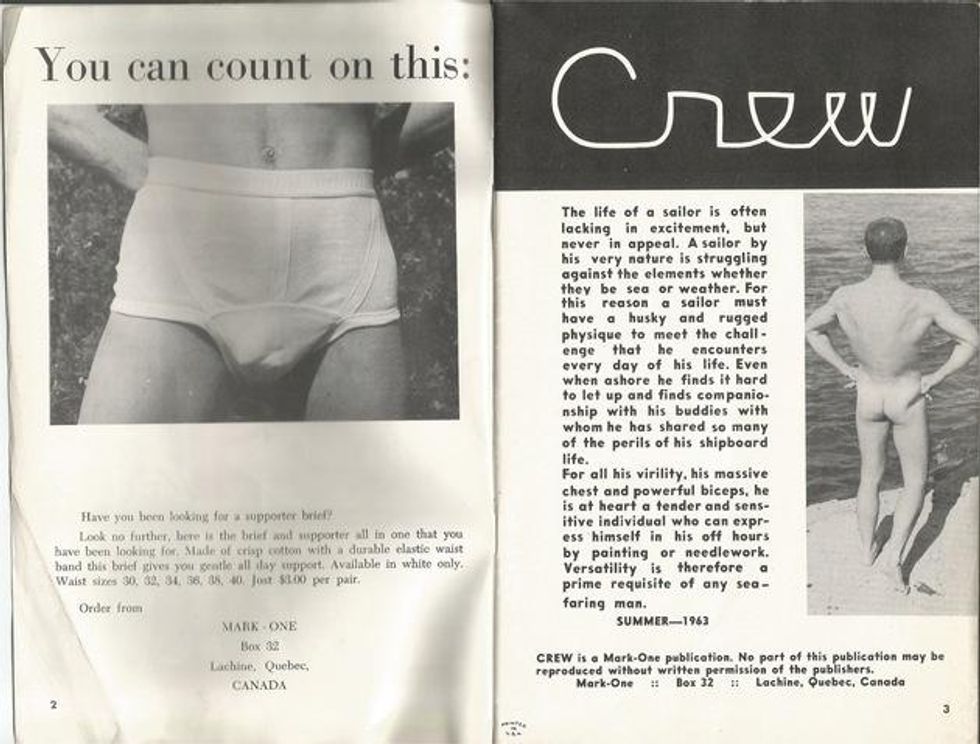 You can count on this:
Have you been looking for a supporter brief?
Look no further, here is the brief and supporter all in one that you
have been looking for. Made of crisp cotton with a durable elastic waist
band this brief gives you gentle all day support. Available in white only.
Waist sizes 30, 32, 34, 36, 38, 40. Just $3.00 per pair.
Order from
MARK - ONE
Box 32
Lachine, Quebec,
CANADA
2
Crew
The life of a sailor is often
lacking in excitement, but
never in appeal. A sailor by
his very nature is struggling
against the elements whether
they be sea or weather. For
this reason a sailor must
have a husky and rugged
physique to meet the chall-
enge that he encounters
every day of his life. Even
when ashore he finds it hard
to let up and finds companio-
nship with his buddies with
whom he has shared so many
of the perils of his shipboard
life.
For all his virility, his massive
chest and powerful biceps, he
is at heart a tender and sens-
itive individual who can expr-
ess himself in his off hours
by painting or needlework.
Versatility is therefore a
prime requisite of any sea-
faring man.
SUMMER—1963
CREW is a Mark-One publication. No part of this publication may be
reproduced without written permission of the publishers.
Mark-One :: Box 32 :: Lachine, Quebec, Canada
PRINTED
IN
U.S.A.
3